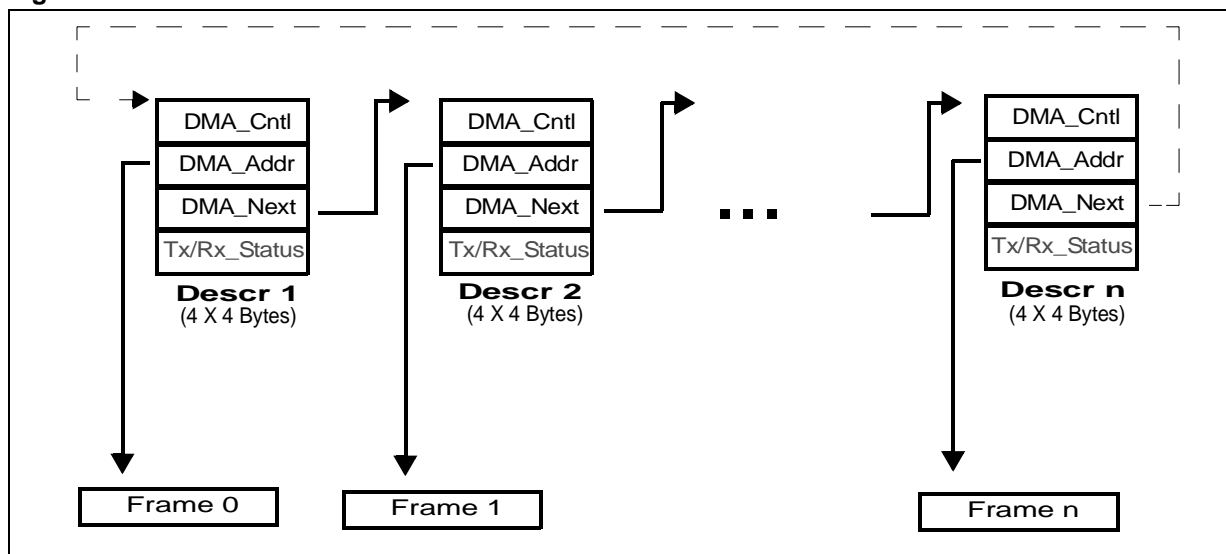 DMA_Cntl
DMA_Addr
DMA_Next
Tx/Rx_Status
Descr 1
(4 X 4 Bytes)
DMA_Cntl
DMA_Addr
DMA_Next
Tx/Rx_Status
Descr 2
(4 X 4 Bytes)
...
DMA_Cntl
DMA_Addr
DMA_Next
Tx/Rx_Status
Descr n
(4 X 4 Bytes)
Frame 0
Frame 1
Frame n